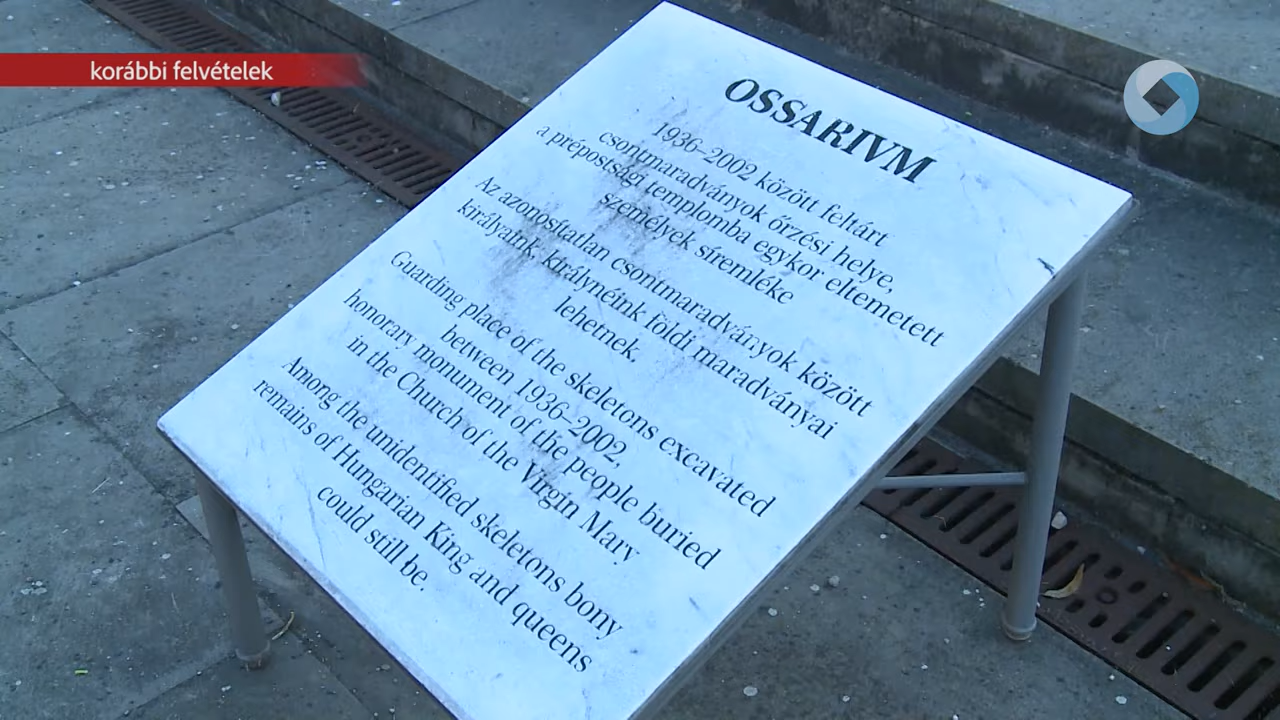 korábbi felvételek
OSSARIVM
1936–2002 között feltárt
csontmaradványok őrzési helye,
a prépostsági templomba egykor eltemetett
személyek síremléke
Az azonosítatlan csontmaradványok között
királyaink, királynéink földi maradványai
lehetnek.
Guarding place of the skeletons excavated
between 1936–2002,
honorary monument of the people buried
in the Church of the Virgin Mary
Among the unidentified skeletons bony
remains of Hungarian King and queens
could still be.